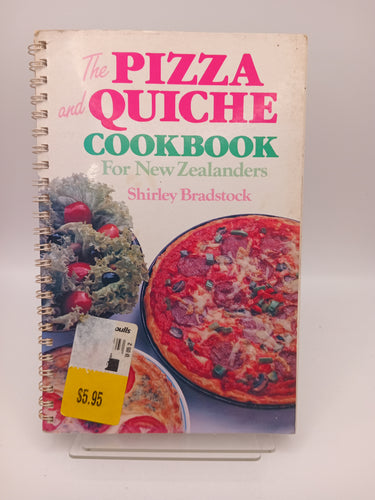 The
PIZZA
and QUICHE
COOKBOOK
For New Zealanders
Shirley Bradstock
$5.95